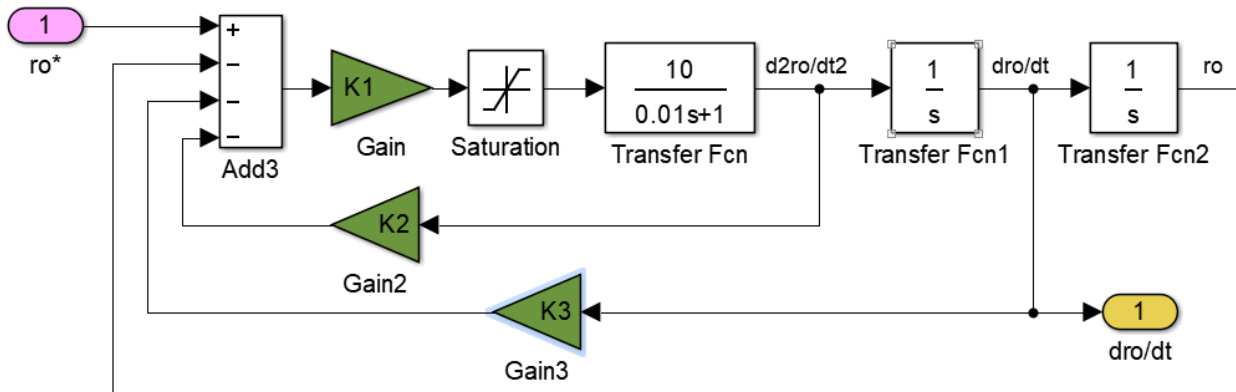 1
ro*
+
−
−
−
Add3
K1
Gain
Saturation
10
0.01s+1
Transfer Fcn
d2ro/dt2
1
s
Transfer Fcn1
dro/dt
1
s
Transfer Fcn2
ro
K2
Gain2
K3
Gain3
1
dro/dt